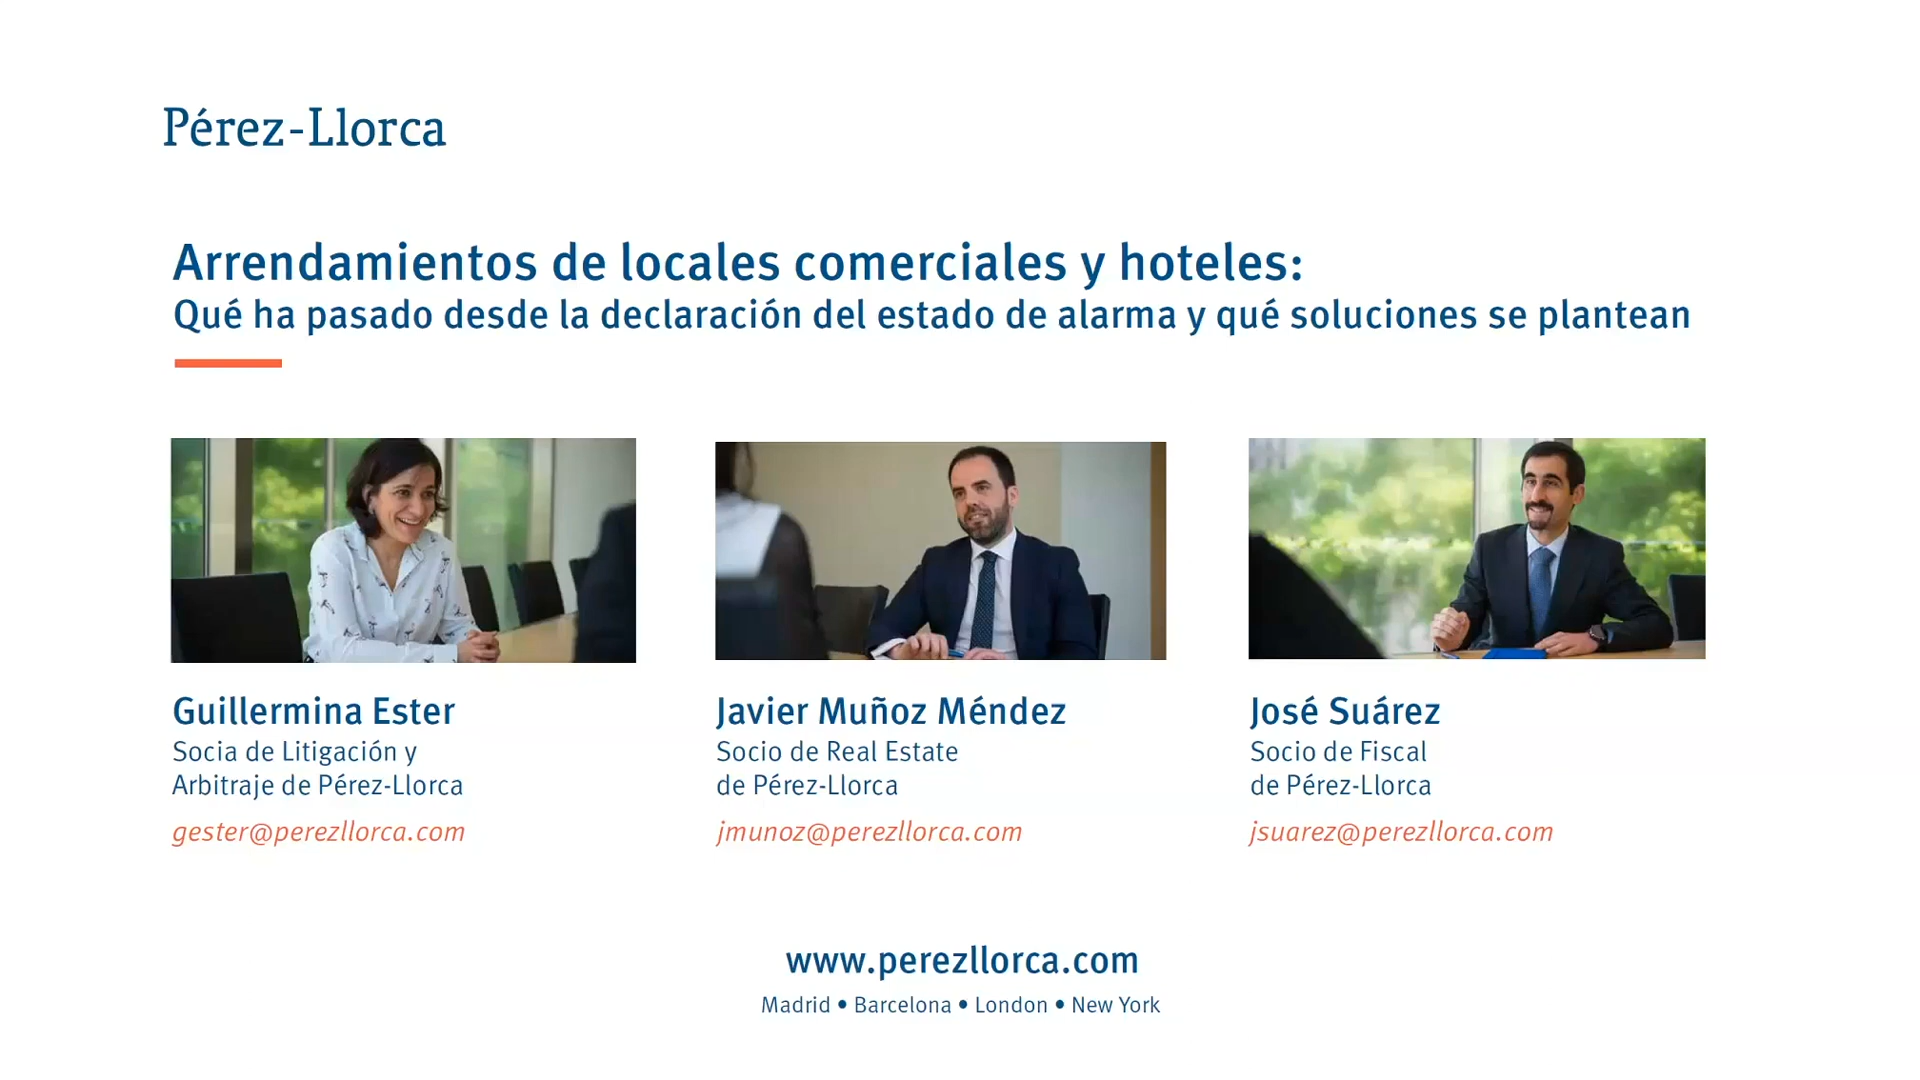 Pérez-Llorca
Arrendamientos de locales comerciales y hoteles:
Qué ha pasado desde la declaración del estado de alarma y qué soluciones se plantean
Guillermina Ester
Socia de Litigación y
Arbitraje de Pérez-Llorca
gester@perezllorca.com
Javier Muñoz Méndez
Socio de Real Estate
de Pérez-Llorca
jmunoz@perezllorca.com
José Suárez
Socio de Fiscal
de Pérez-Llorca
jsuarez@perezllorca.com
www.perezllorca.com
Madrid • Barcelona • London • New York